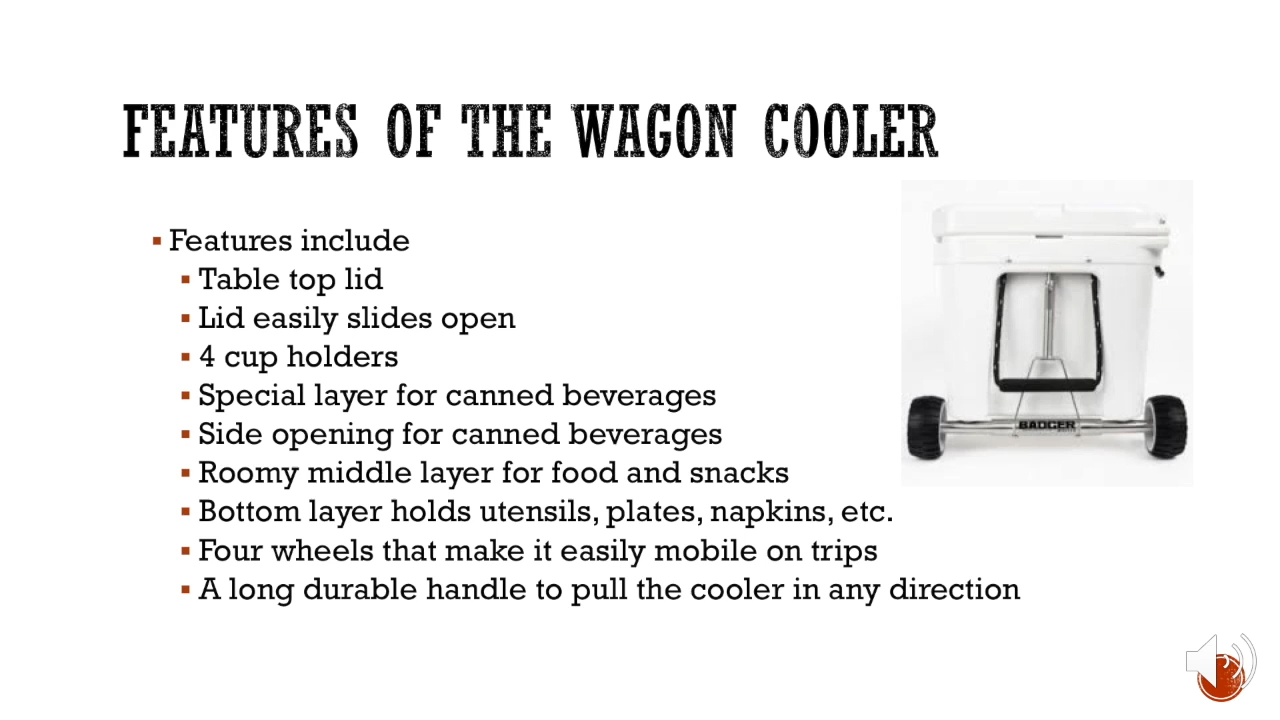 FEATURES OF THE WAGON COOLER
▪ Features include
▪ Table top lid
▪ Lid easily slides open
▪ 4 cup holders
▪ Special layer for canned beverages
▪ Side opening for canned beverages
▪ Roomy middle layer for food and snacks
▪ Bottom layer holds utensils, plates, napkins, etc.
▪ Four wheels that make it easily mobile on trips
▪ A long durable handle to pull the cooler in any direction
BADGER